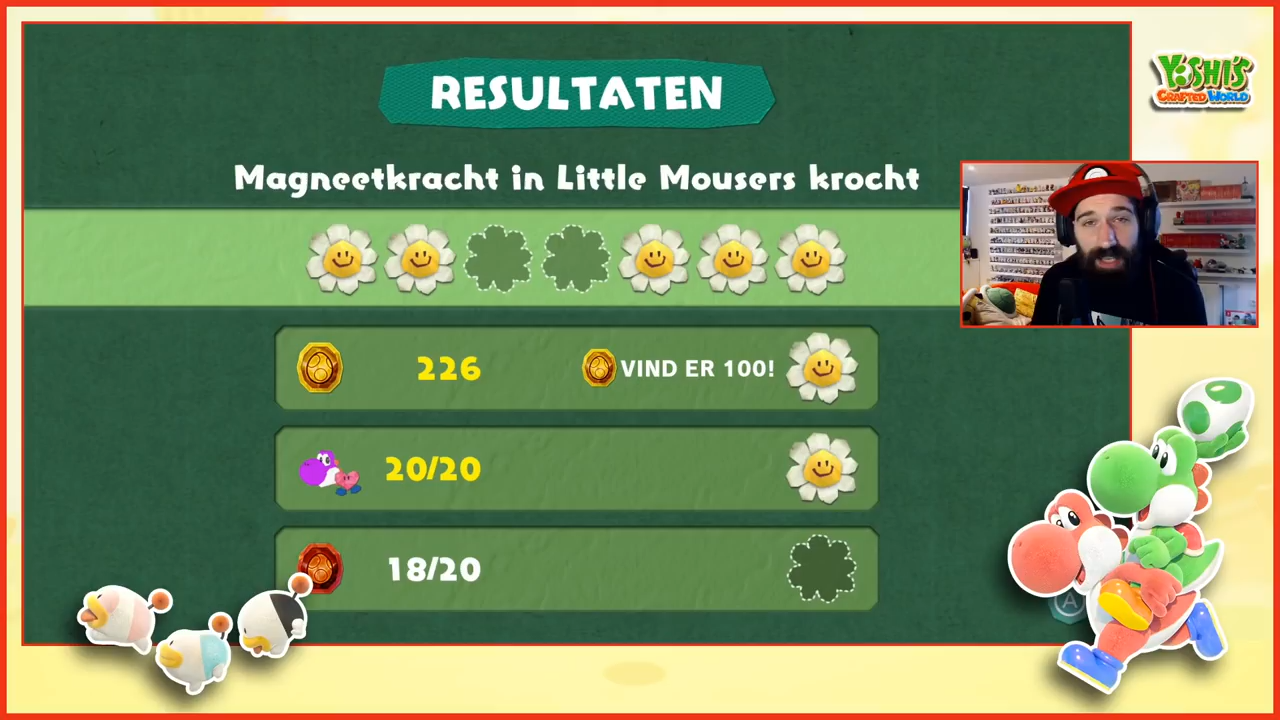 RESULTATEN
YOSHI'S
CRAFTED WORLD
Magneetkracht in Little Mousers krocht
226 VIND ER 100!
20/20
18/20
A